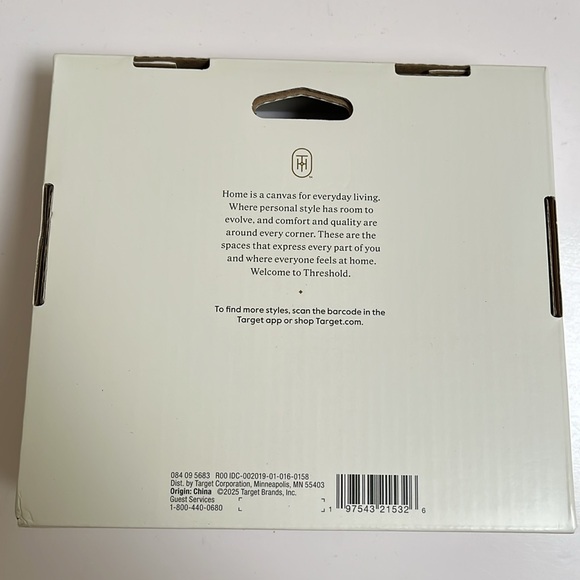 TH
Home is a canvas for everyday living.
Where personal style has room to
evolve, and comfort and quality are
around every corner. These are the
spaces that express every part of you
and where everyone feels at home.
Welcome to Threshold.
To find more styles, scan the barcode in the
Target app or shop Target.com.
084 09 5683 R00 IDC-002019-01-016-0158
Dist. by Target Corporation, Minneapolis, MN 55403
Origin: China ©2025 Target Brands, Inc.
Guest Services
1-800-440-0680
1 97543 21532 6